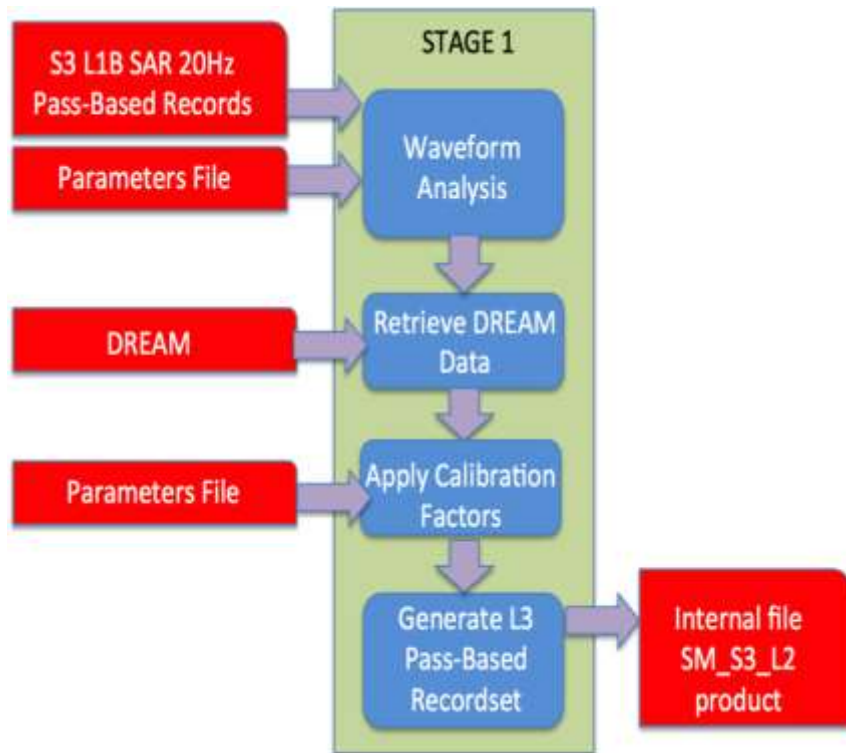 STAGE 1
S3 L1B SAR 20Hz
Pass-Based Records
Parameters File
Waveform
Analysis
DREAM
Retrieve DREAM
Data
Parameters File
Apply Calibration
Factors
Generate L3
Pass-Based
Recordset
Internal file
SM_S3_L2
product